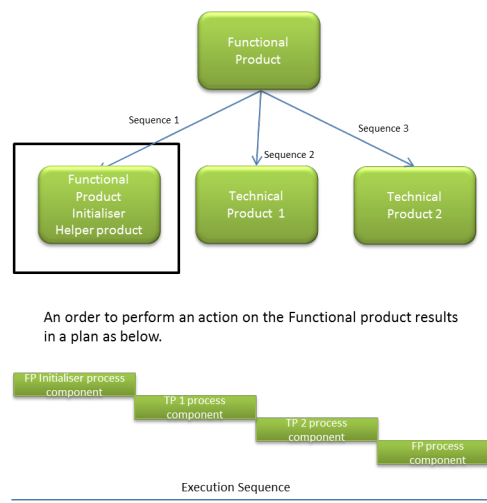 Functional
Product
Sequence 1
Sequence 3
Sequence 2
Functional
Product
Initialiser
Helper product
Technical
Product 1
Technical
Product 2
An order to perform an action on the Functional product results
in a plan as below.
FP Initialiser process
component
TP 1 process
component
TP 2 process
component
FP process
component
Execution Sequence